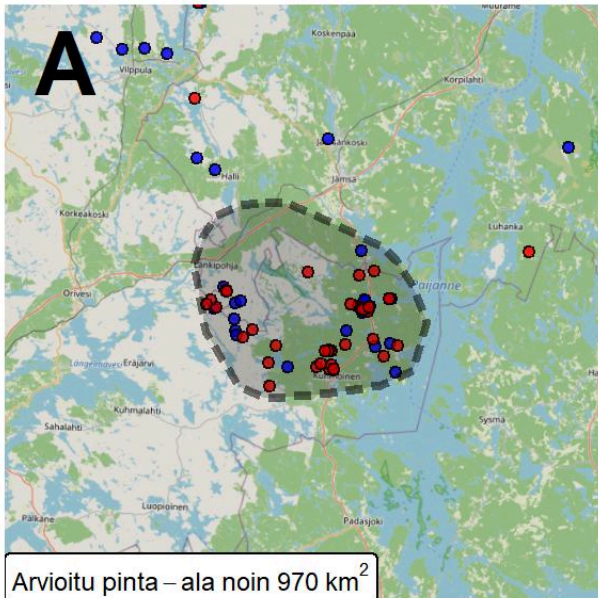 Muurame
A
Koskenpää
Vilppula
Korpilahti
Jämsänkoski
Halli
Jämsä
Korkeakoski
Luhanka
Länkipohja
Päijänne
Orivesi
Längelmävesi
Eräjärvi
Kuhmoinen
Kuhmalahti
Sysmä
Sahalahti
Luopioinen
Pälkäne
Padasjoki
Arvioitu pinta – ala noin 970 km²